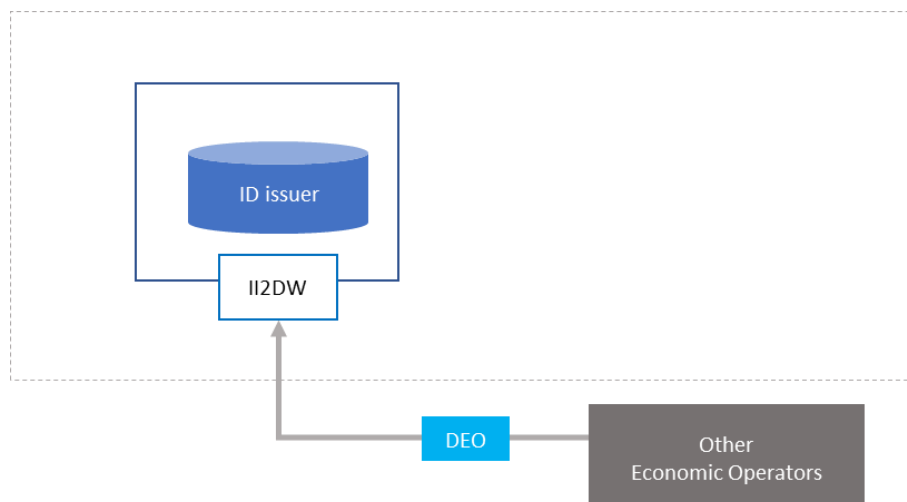 ID issuer
II2DW
DEO
Other
Economic Operators